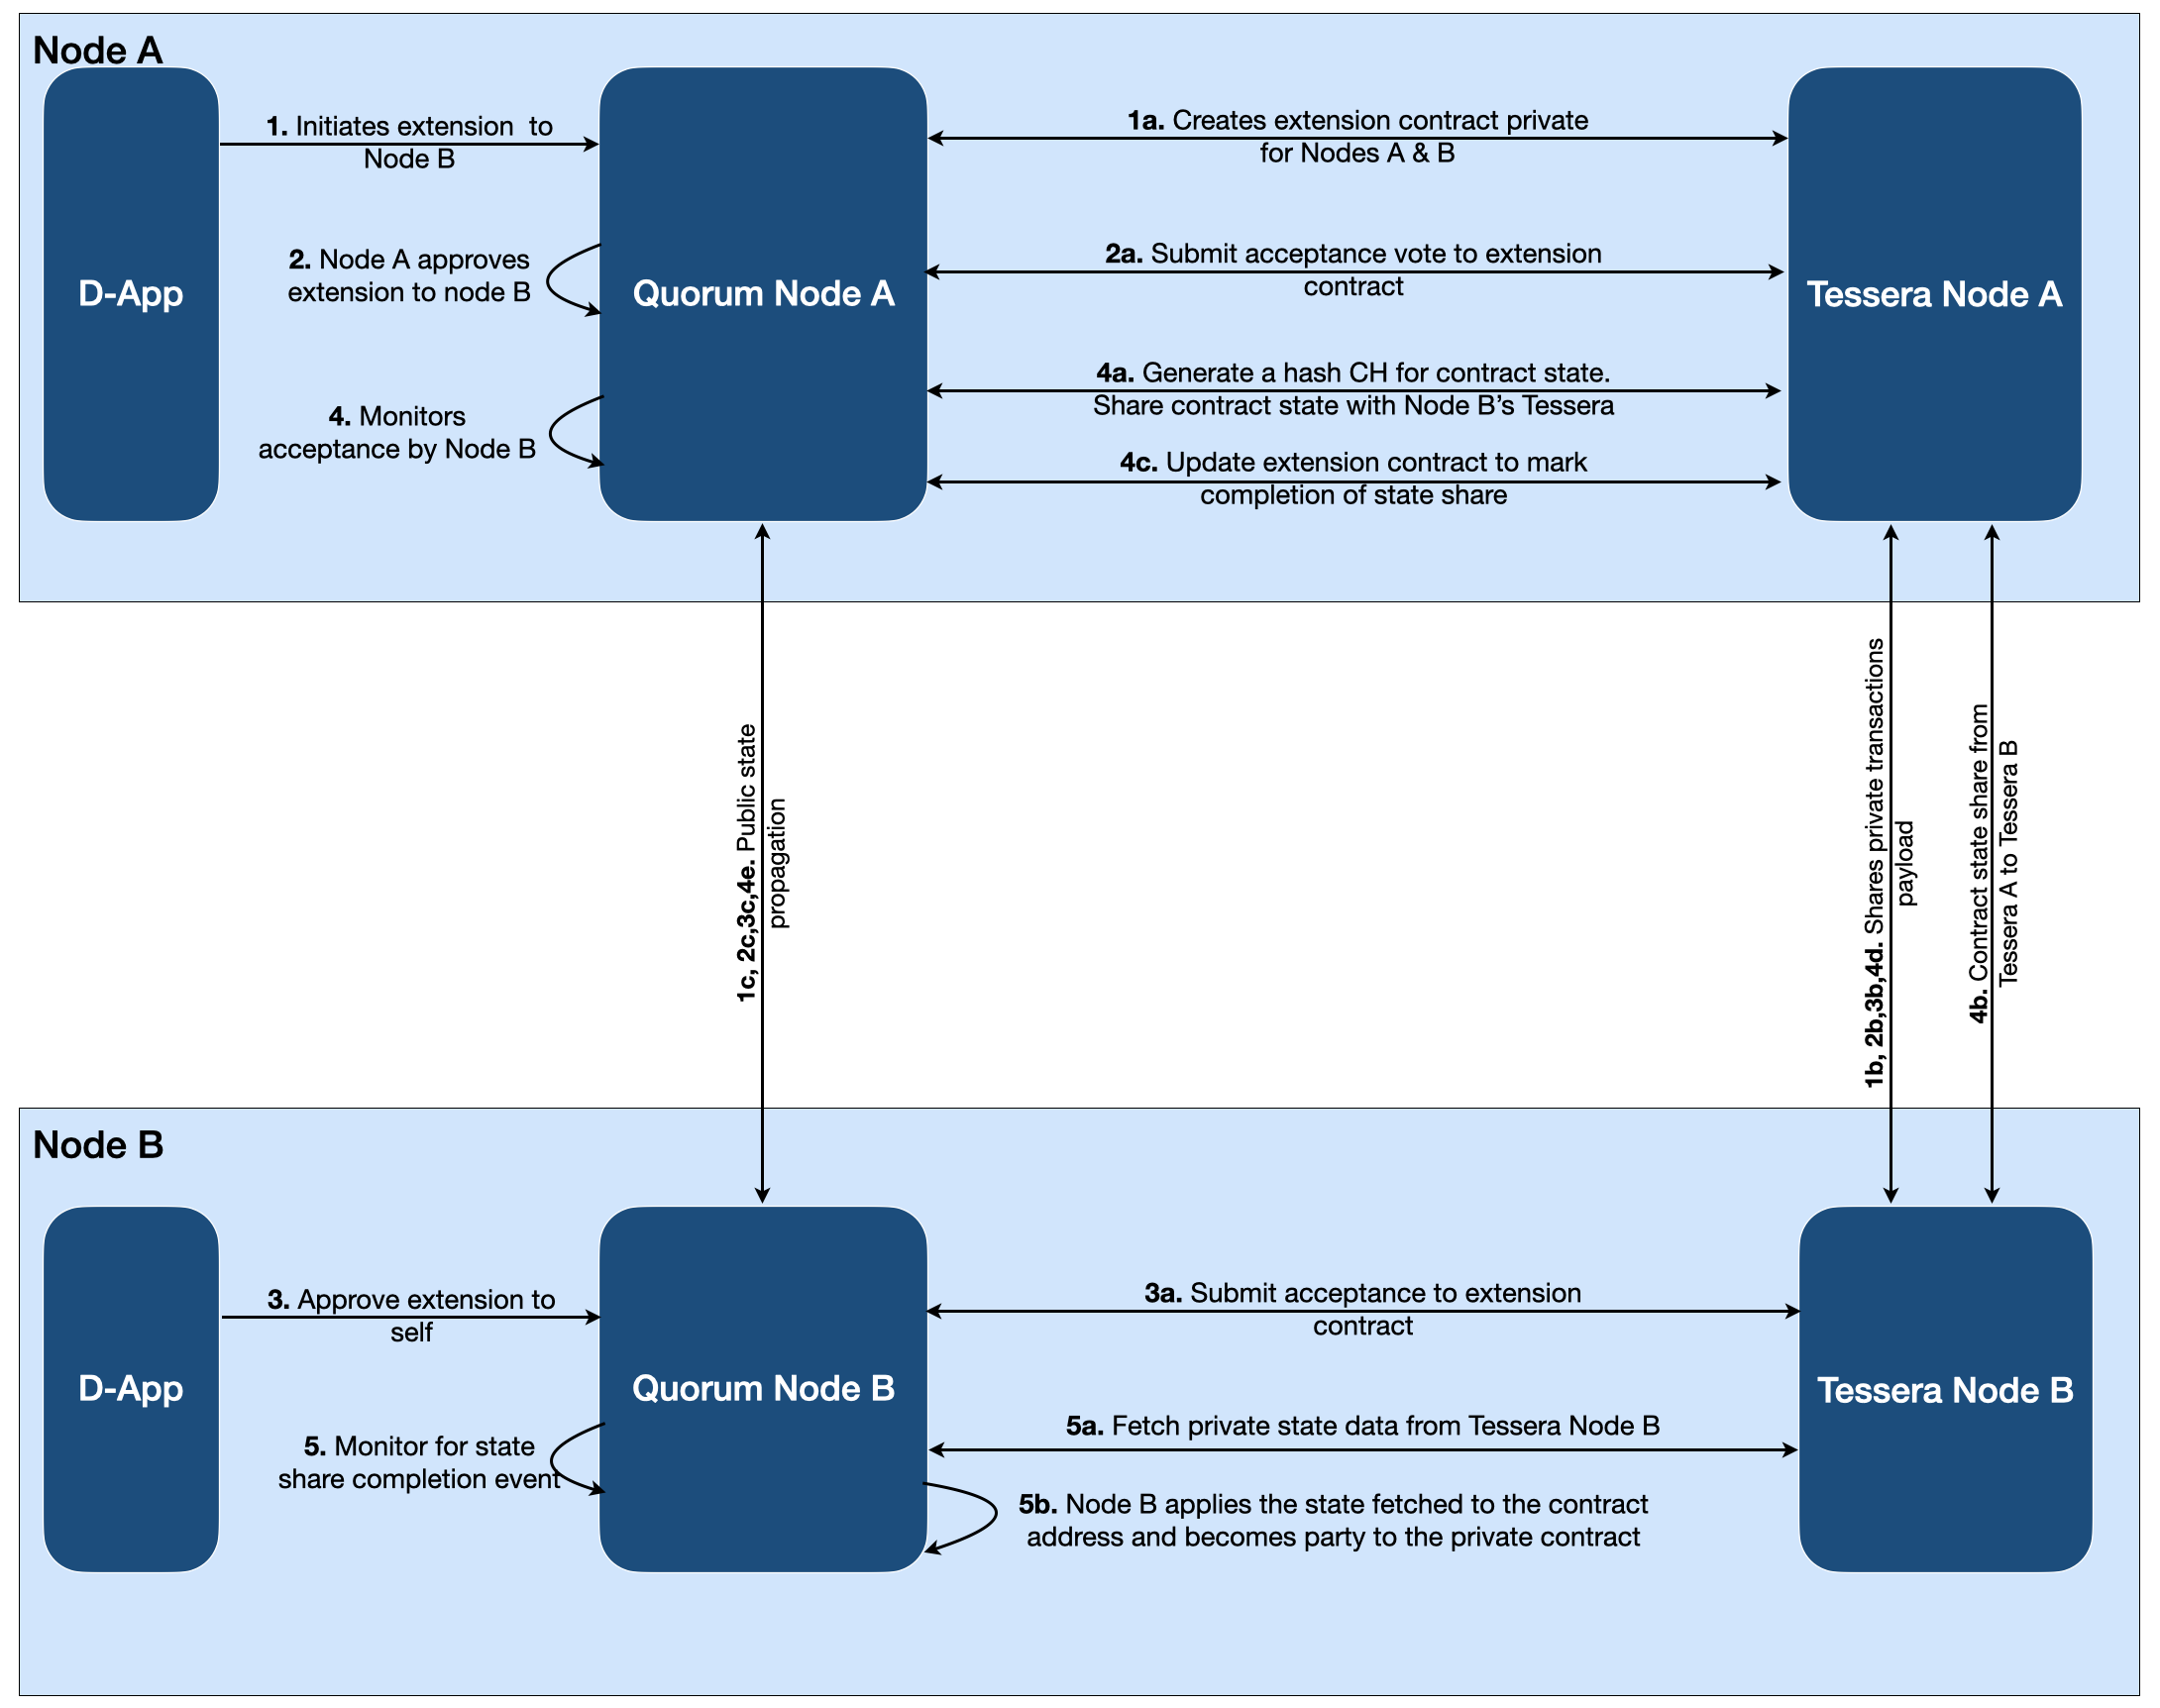 Node A
D-App
1. Initiates extension to
Node B
2. Node A approves
extension to node B
4. Monitors
acceptance by Node B
Quorum Node A
1a. Creates extension contract private
for Nodes A & B
2a. Submit acceptance vote to extension
contract
4a. Generate a hash CH for contract state.
Share contract state with Node B's Tessera
4c. Update extension contract to mark
completion of state share
Tessera Node A
1c, 2c,3c,4e. Public state
propagation
1b, 2b,3b,4d. Shares private transactions
payload
4b. Contract state share from
Tessera A to Tessera B
Node B
D-App
3. Approve extension to
self
5. Monitor for state
share completion event
Quorum Node B
3a. Submit acceptance to extension
contract
5a. Fetch private state data from Tessera Node B
5b. Node B applies the state fetched to the contract
address and becomes party to the private contract
Tessera Node B